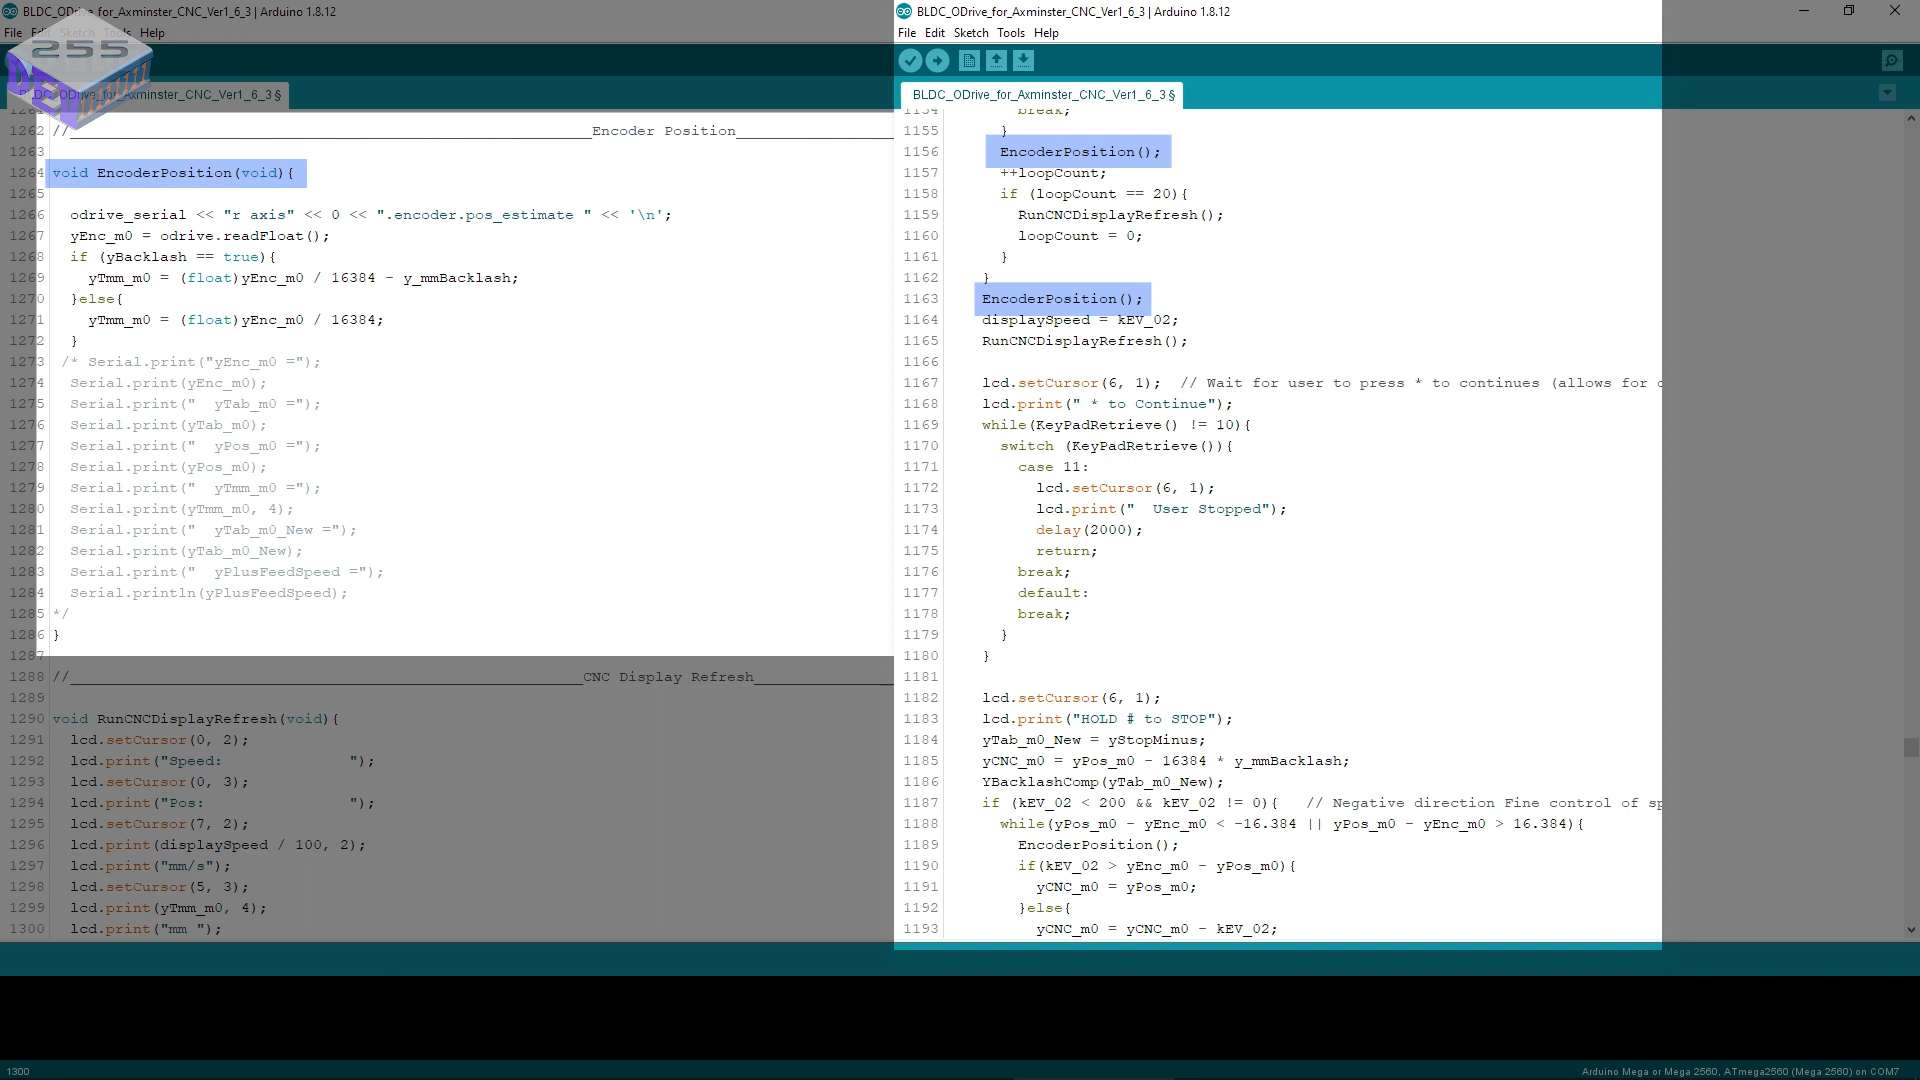 BLDC_ODrive_for_Axminster_CNC_Ver1_6_3 | Arduino 1.8.12
File Edit Sketch Tools Help
255
BLDC_ODrive_for_Axminster_CNC_Ver1_6_3 §
1262 //Encoder Position
1263
1264 void EncoderPosition(void){
1265
1266 odrive_serial << "r axis" << 0 << ".encoder.pos_estimate " << '\n';
1267 yEnc_m0 = odrive.readFloat();
1268 if (yBacklash == true){
1269 yTmm_m0 = (float)yEnc_m0 / 16384 - y_mmBacklash;
1270 }else{
1271 yTmm_m0 = (float)yEnc_m0 / 16384;
1272 }
1273 /* Serial.print("yEnc_m0 =");
1274 Serial.print(yEnc_m0);
1275 Serial.print("  yTab_m0 =");
1276 Serial.print(yTab_m0);
1277 Serial.print("  yPos_m0 =");
1278 Serial.print(yPos_m0);
1279 Serial.print("  yTmm_m0 =");
1280 Serial.print(yTmm_m0, 4);
1281 Serial.print("  yTab_m0_New =");
1282 Serial.print(yTab_m0_New);
1283 Serial.print("  yPlusFeedSpeed =");
1284 Serial.println(yPlusFeedSpeed);
1285 */
1286 }
1287
1288 //CNC Display Refresh
1289
1290 void RunCNCDisplayRefresh(void){
1291 lcd.setCursor(0, 2);
1292 lcd.print("Speed:              ");
1293 lcd.setCursor(0, 3);
1294 lcd.print("Pos:                ");
1295 lcd.setCursor(7, 2);
1296 lcd.print(displaySpeed / 100, 2);
1297 lcd.print("mm/s");
1298 lcd.setCursor(5, 3);
1299 lcd.print(yTmm_m0, 4);
1300 lcd.print("mm ");
BLDC_ODrive_for_Axminster_CNC_Ver1_6_3 | Arduino 1.8.12
File Edit Sketch Tools Help
BLDC_ODrive_for_Axminster_CNC_Ver1_6_3 §
1154 break;
1155 }
1156 EncoderPosition();
1157 ++loopCount;
1158 if (loopCount == 20){
1159 RunCNCDisplayRefresh();
1160 loopCount = 0;
1161 }
1162 }
1163 EncoderPosition();
1164 displaySpeed = kEV_02;
1165 RunCNCDisplayRefresh();
1166
1167 lcd.setCursor(6, 1);  // Wait for user to press * to continues (allows for
1168 lcd.print(" * to Continue");
1169 while(KeyPadRetrieve() != 10){
1170 switch (KeyPadRetrieve()){
1171 case 11:
1172 lcd.setCursor(6, 1);
1173 lcd.print("  User Stopped");
1174 delay(2000);
1175 return;
1176 break;
1177 default:
1178 break;
1179 }
1180 }
1181
1182 lcd.setCursor(6, 1);
1183 lcd.print("HOLD # to STOP");
1184 yTab_m0_New = yStopMinus;
1185 yCNC_m0 = yPos_m0 - 16384 * y_mmBacklash;
1186 YBacklashComp(yTab_m0_New);
1187 if (kEV_02 < 200 && kEV_02 != 0){   // Negative direction Fine control of sp
1188 while(yPos_m0 - yEnc_m0 < -16.384 || yPos_m0 - yEnc_m0 > 16.384){
1189 EncoderPosition();
1190 if(kEV_02 > yEnc_m0 - yPos_m0){
1191 yCNC_m0 = yPos_m0;
1192 }else{
1193 yCNC_m0 = yCNC_m0 - kEV_02;
1300
Arduino Mega or Mega 2560, ATmega2560 (Mega 2560) on COM7